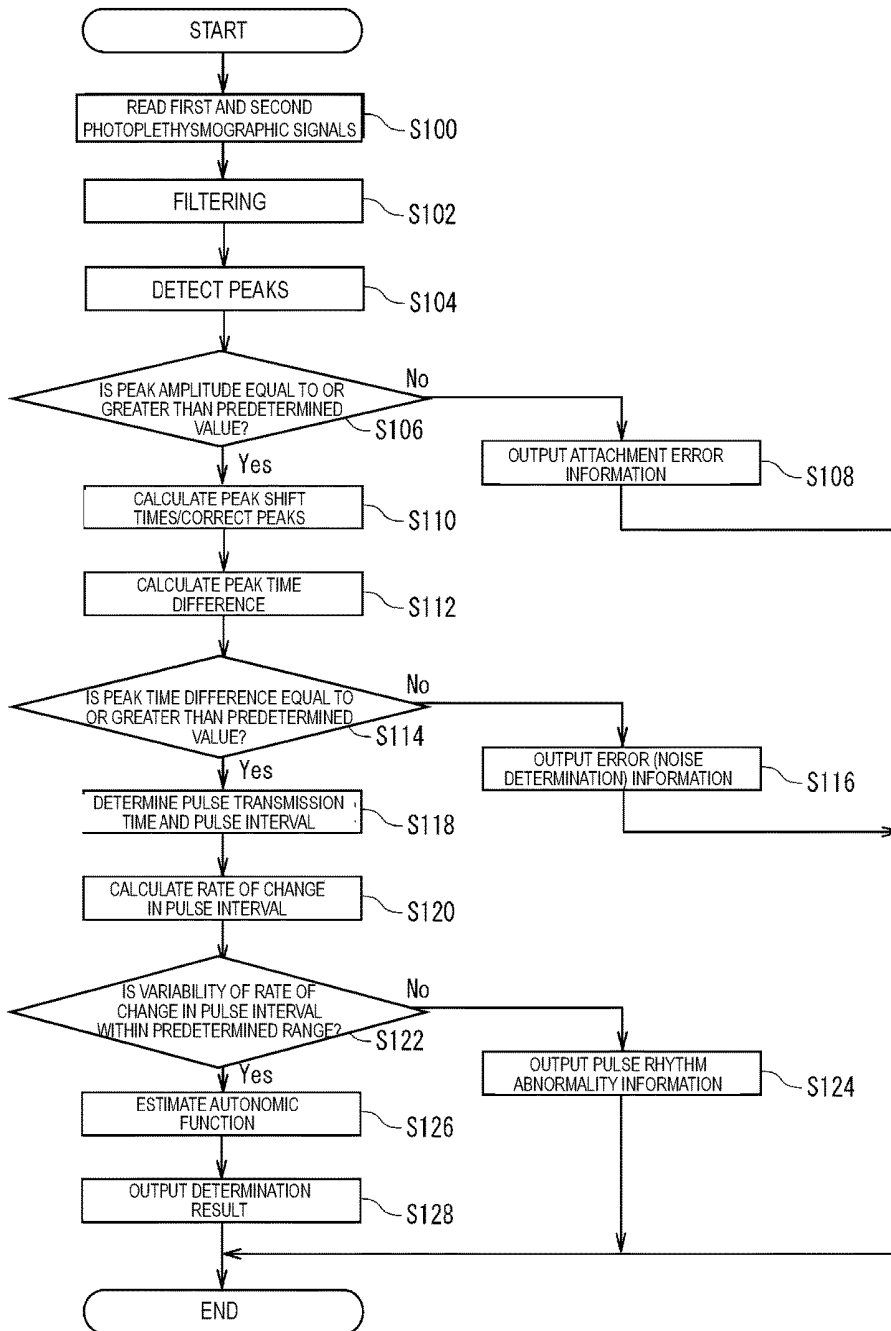 START
READ FIRST AND SECOND
PHOTOPLETHYSMOGRAPHIC SIGNALS
S100
FILTERING
S102
DETECT PEAKS
S104
IS PEAK AMPLITUDE EQUAL TO OR
GREATER THAN PREDETERMINED
VALUE?
S106
No
Yes
OUTPUT ATTACHMENT ERROR
INFORMATION
S108
CALCULATE PEAK SHIFT
TIMES/CORRECT PEAKS
S110
CALCULATE PEAK TIME
DIFFERENCE
S112
IS PEAK TIME DIFFERENCE EQUAL TO
OR GREATER THAN PREDETERMINED
VALUE?
S114
No
Yes
OUTPUT ERROR (NOISE
DETERMINATION) INFORMATION
S116
DETERMINE PULSE TRANSMISSION
TIME AND PULSE INTERVAL
S118
CALCULATE RATE OF CHANGE
IN PULSE INTERVAL
S120
IS VARIABILITY OF RATE OF
CHANGE IN PULSE INTERVAL
WITHIN PREDETERMINED RANGE?
S122
No
Yes
OUTPUT PULSE RHYTHM
ABNORMALITY INFORMATION
S124
ESTIMATE AUTONOMIC
FUNCTION
S126
OUTPUT DETERMINATION
RESULT
S128
END